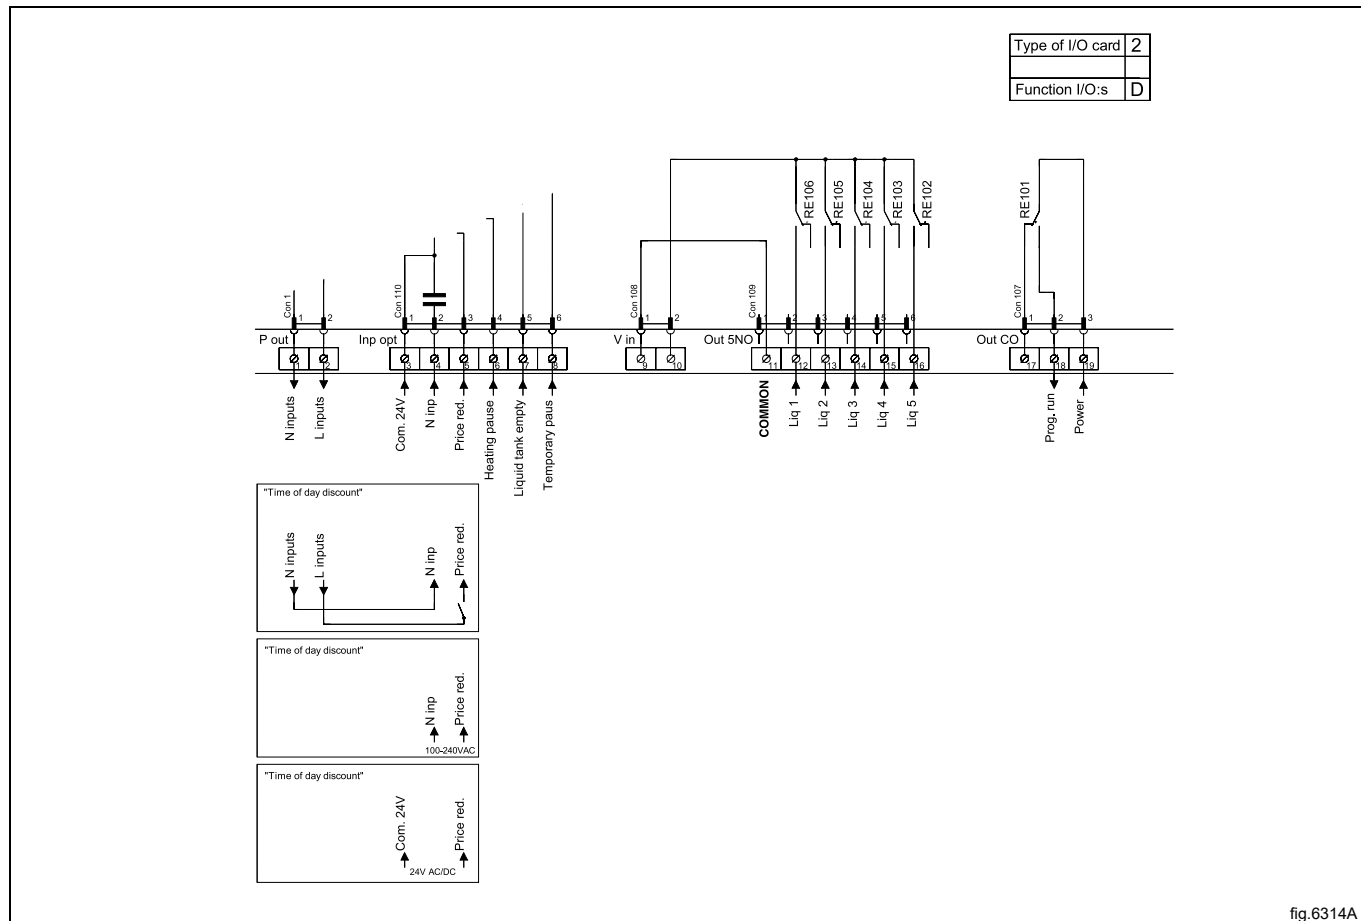 Type of I/O card 2
Function I/O:s D
RE106
RE105
RE104
RE103
RE102
RE101
Con 1
Con 110
Con 108
Con 109
Con 107
1 2
1 2 3 4 5 6
1 2
1 2 3 4 5 6
1 2 3
P out
Inp opt
V in
Out 5NO
Out CO
1 2
3 4 5 6 7 8
9 10
11 12 13 14 15 16
17 18 19
N inputs
L inputs
Com. 24V
N inp
Price red.
Heating pause
Liquid tank empty
Temporary paus
COMMON
Liq 1
Liq 2
Liq 3
Liq 4
Liq 5
Prog. run
Power
"Time of day discount"
N inputs
L inputs
N inp
Price red.
"Time of day discount"
N inp
Price red.
100-240VAC
"Time of day discount"
Com. 24V
Price red.
24V AC/DC
fig.6314A